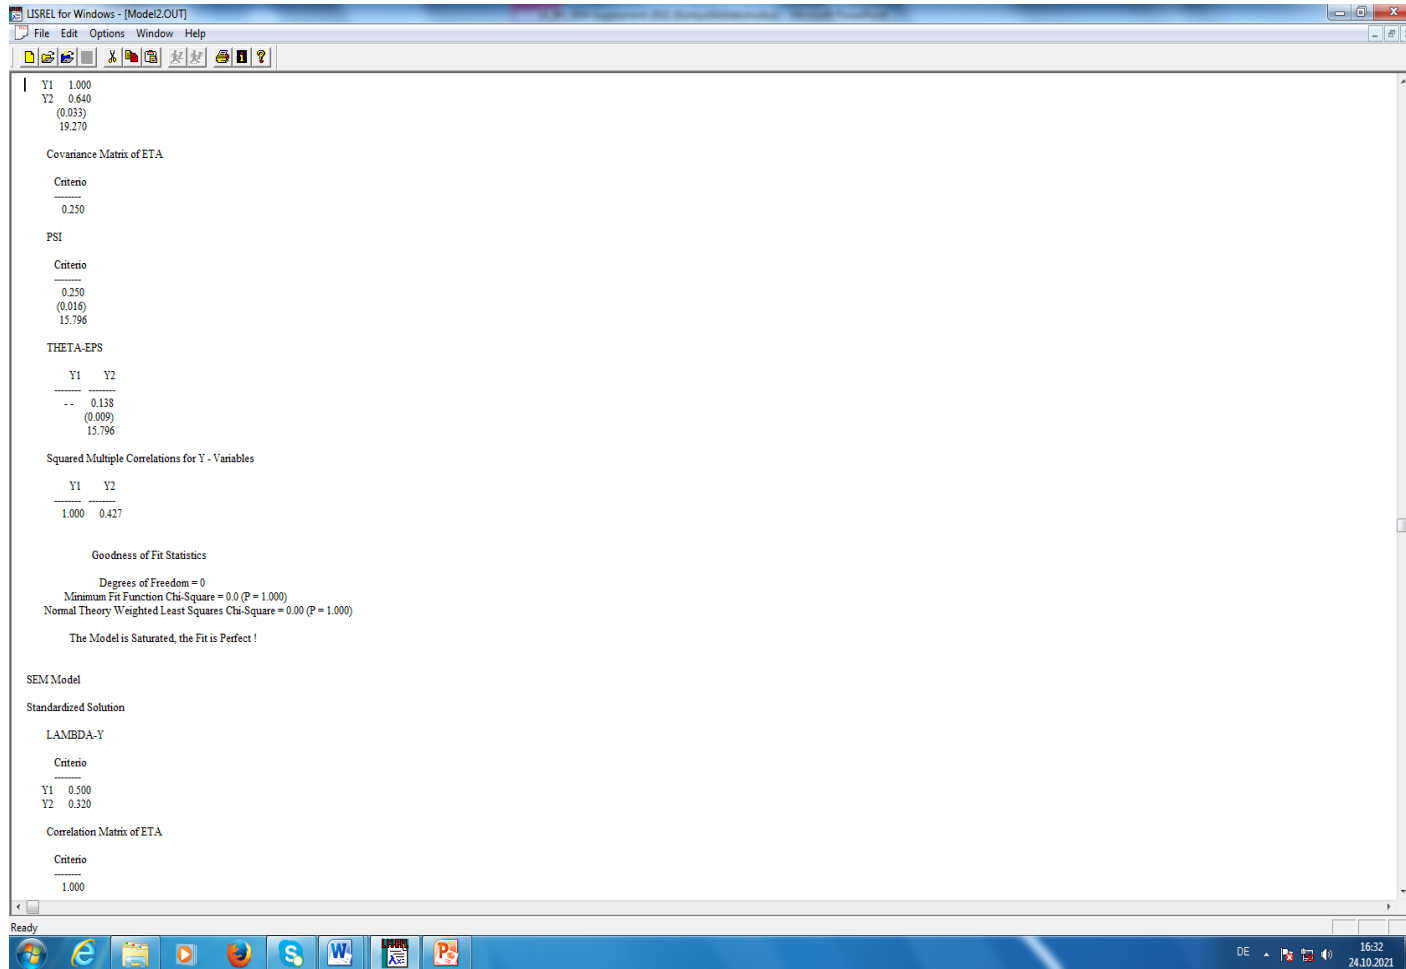 LISREL for Windows - [Model2.OUT]
File Edit Options Window Help
Y1 1.000
Y2 0.640
(0.033)
19.270
Covariance Matrix of ETA
Criterio
--------
0.250
PSI
Criterio
--------
0.250
(0.016)
15.796
THETA-EPS
Y1 Y2
-------- --------
- - 0.138
(0.009)
15.796
Squared Multiple Correlations for Y - Variables
Y1 Y2
-------- --------
1.000 0.427
Goodness of Fit Statistics
Degrees of Freedom = 0
Minimum Fit Function Chi-Square = 0.0 (P = 1.000)
Normal Theory Weighted Least Squares Chi-Square = 0.00 (P = 1.000)
The Model is Saturated, the Fit is Perfect !
SEM Model
Standardized Solution
LAMBDA-Y
Criterio
--------
Y1 0.500
Y2 0.320
Correlation Matrix of ETA
Criterio
--------
1.000
Ready
DE
16:32
24.10.2021